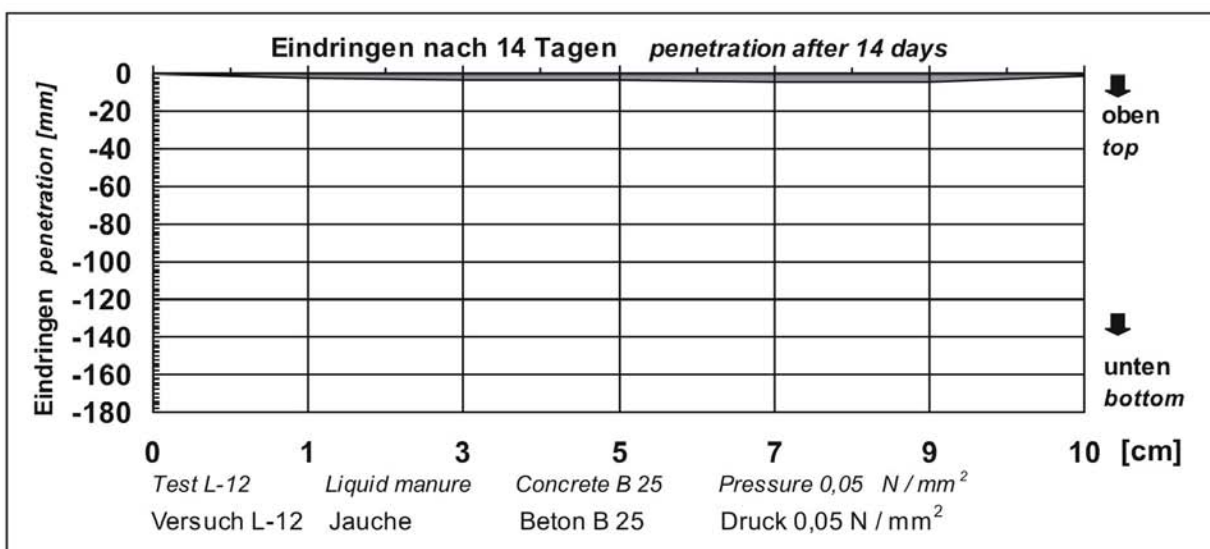 Eindringen nach 14 Tagen penetration after 14 days
Eindringen penetration [mm]
0
-20
-40
-60
-80
-100
-120
-140
-160
-180
oben
top
unten
bottom
0 1 3 5 7 9 10 [cm]
Test L-12 Liquid manure Concrete B 25 Pressure 0,05 N / mm²
Versuch L-12 Jauche Beton B 25 Druck 0,05 N / mm²